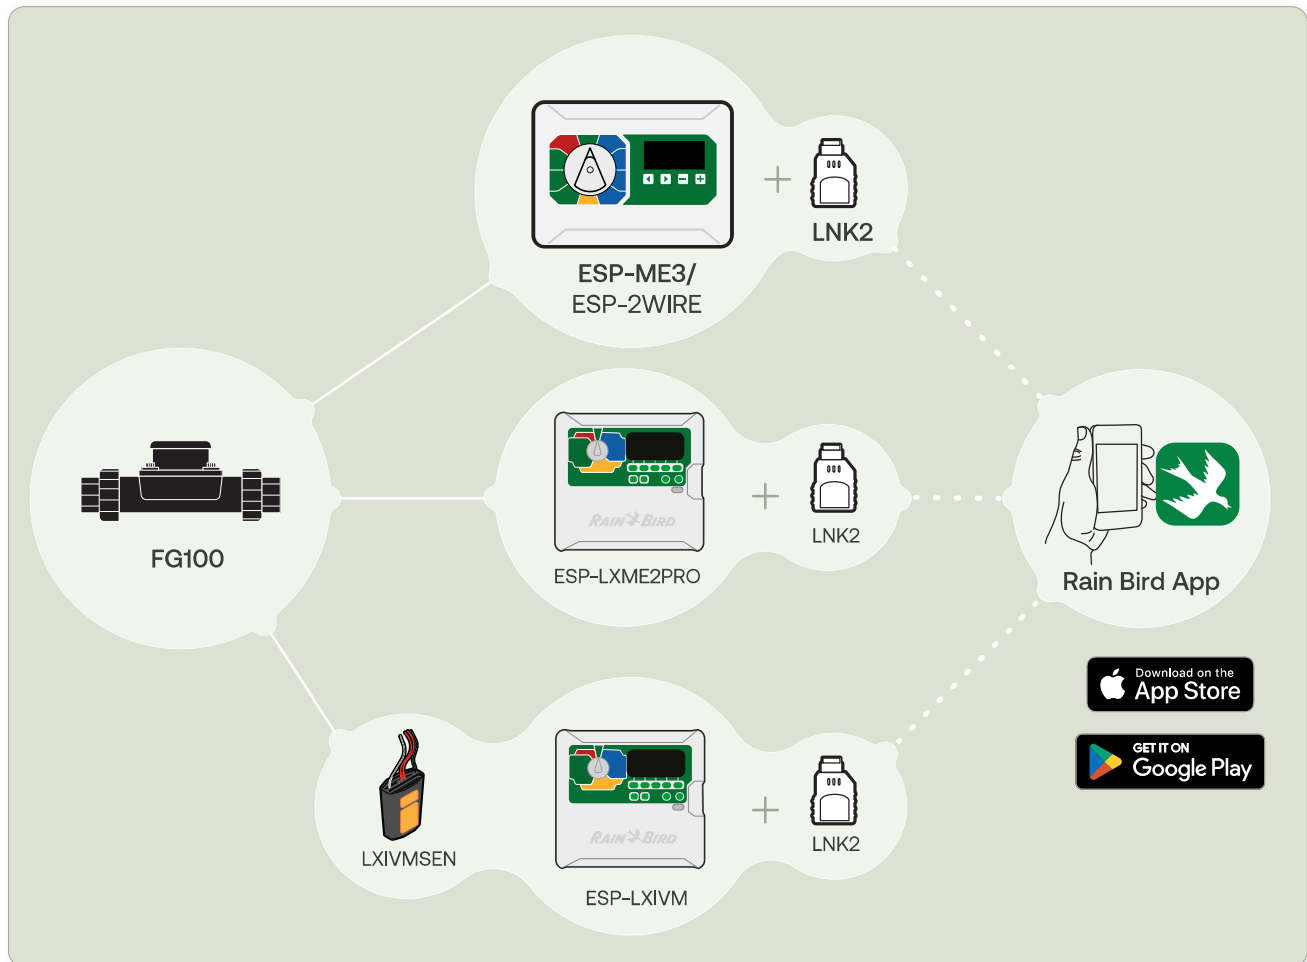 ESP-ME3/
ESP-2WIRE
LNK2
FG100
RAIN BIRD
ESP-LXME2PRO
LNK2
Rain Bird App
Download on the
App Store
GET IT ON
Google Play
LXIVMSEN
RAIN BIRD
ESP-LXIVM
LNK2